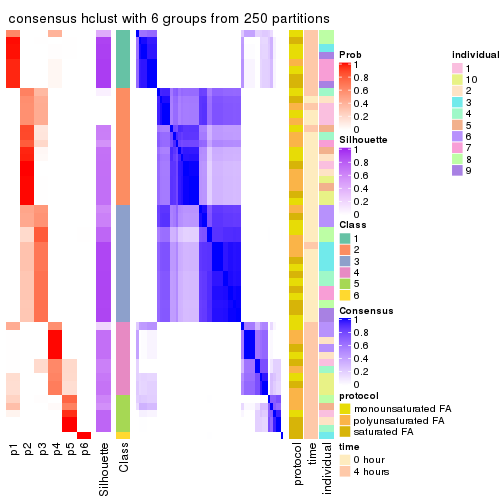 consensus hclust with 6 groups from 250 partitions
Prob
1
0.8
0.6
0.4
0.2
0
Silhouette
1
0.8
0.6
0.4
0.2
0
Class
1
2
3
4
5
6
Consensus
1
0.8
0.6
0.4
0.2
0
protocol
monounsaturated FA
polyunsaturated FA
saturated FA
time
0 hour
4 hours
individual
1
10
2
3
4
5
6
7
8
9
p1
p2
p3
p4
p5
p6
Silhouette
Class
protocol
time
individual